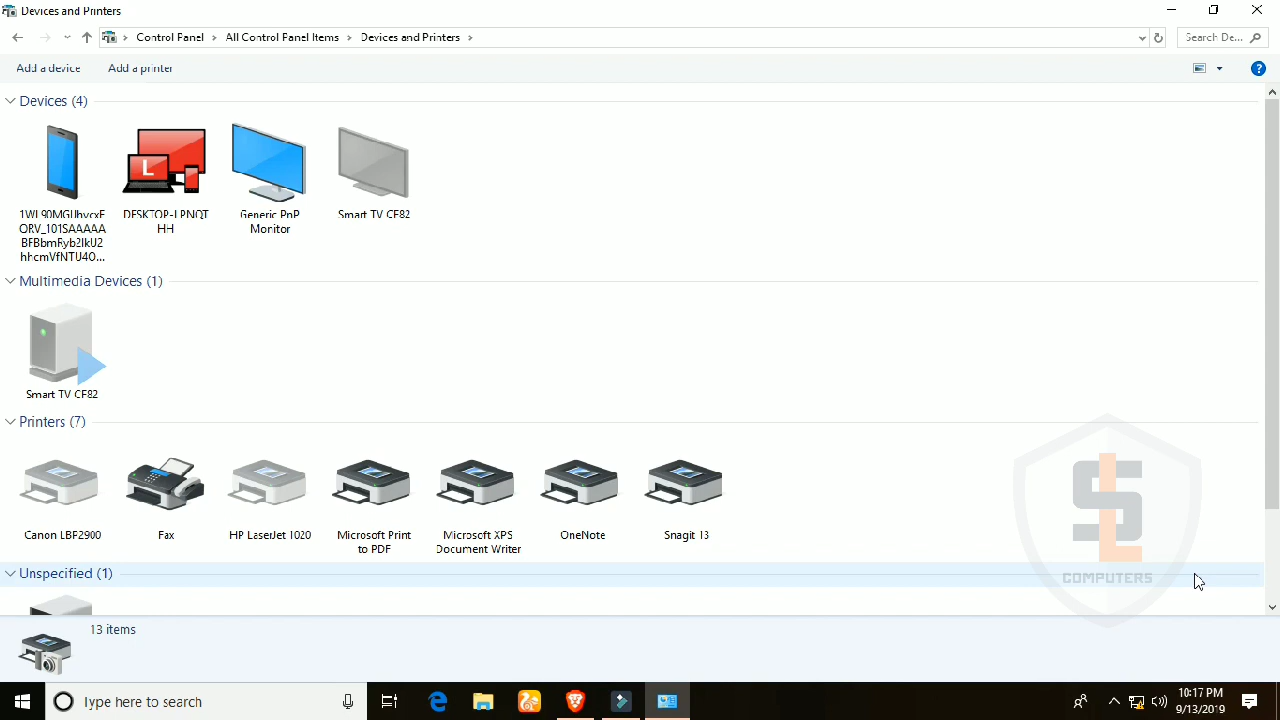 Devices and Printers
Control Panel > All Control Panel Items > Devices and Printers >
Search De...
Add a device
Add a printer
Devices (4)
DESKTOP-LPNQT
HH
Generic PnP
Monitor
Smart TV CF82
Multimedia Devices (1)
Smart TV CF82
Printers (7)
Canon LBP2900
Fax
HP LaserJet 1020
Microsoft Print
to PDF
Microsoft XPS
Document Writer
OneNote
Snagit 13
SL
COMPUTERS
Unspecified (1)
13 items
Type here to search
10:17 PM
9/13/2019